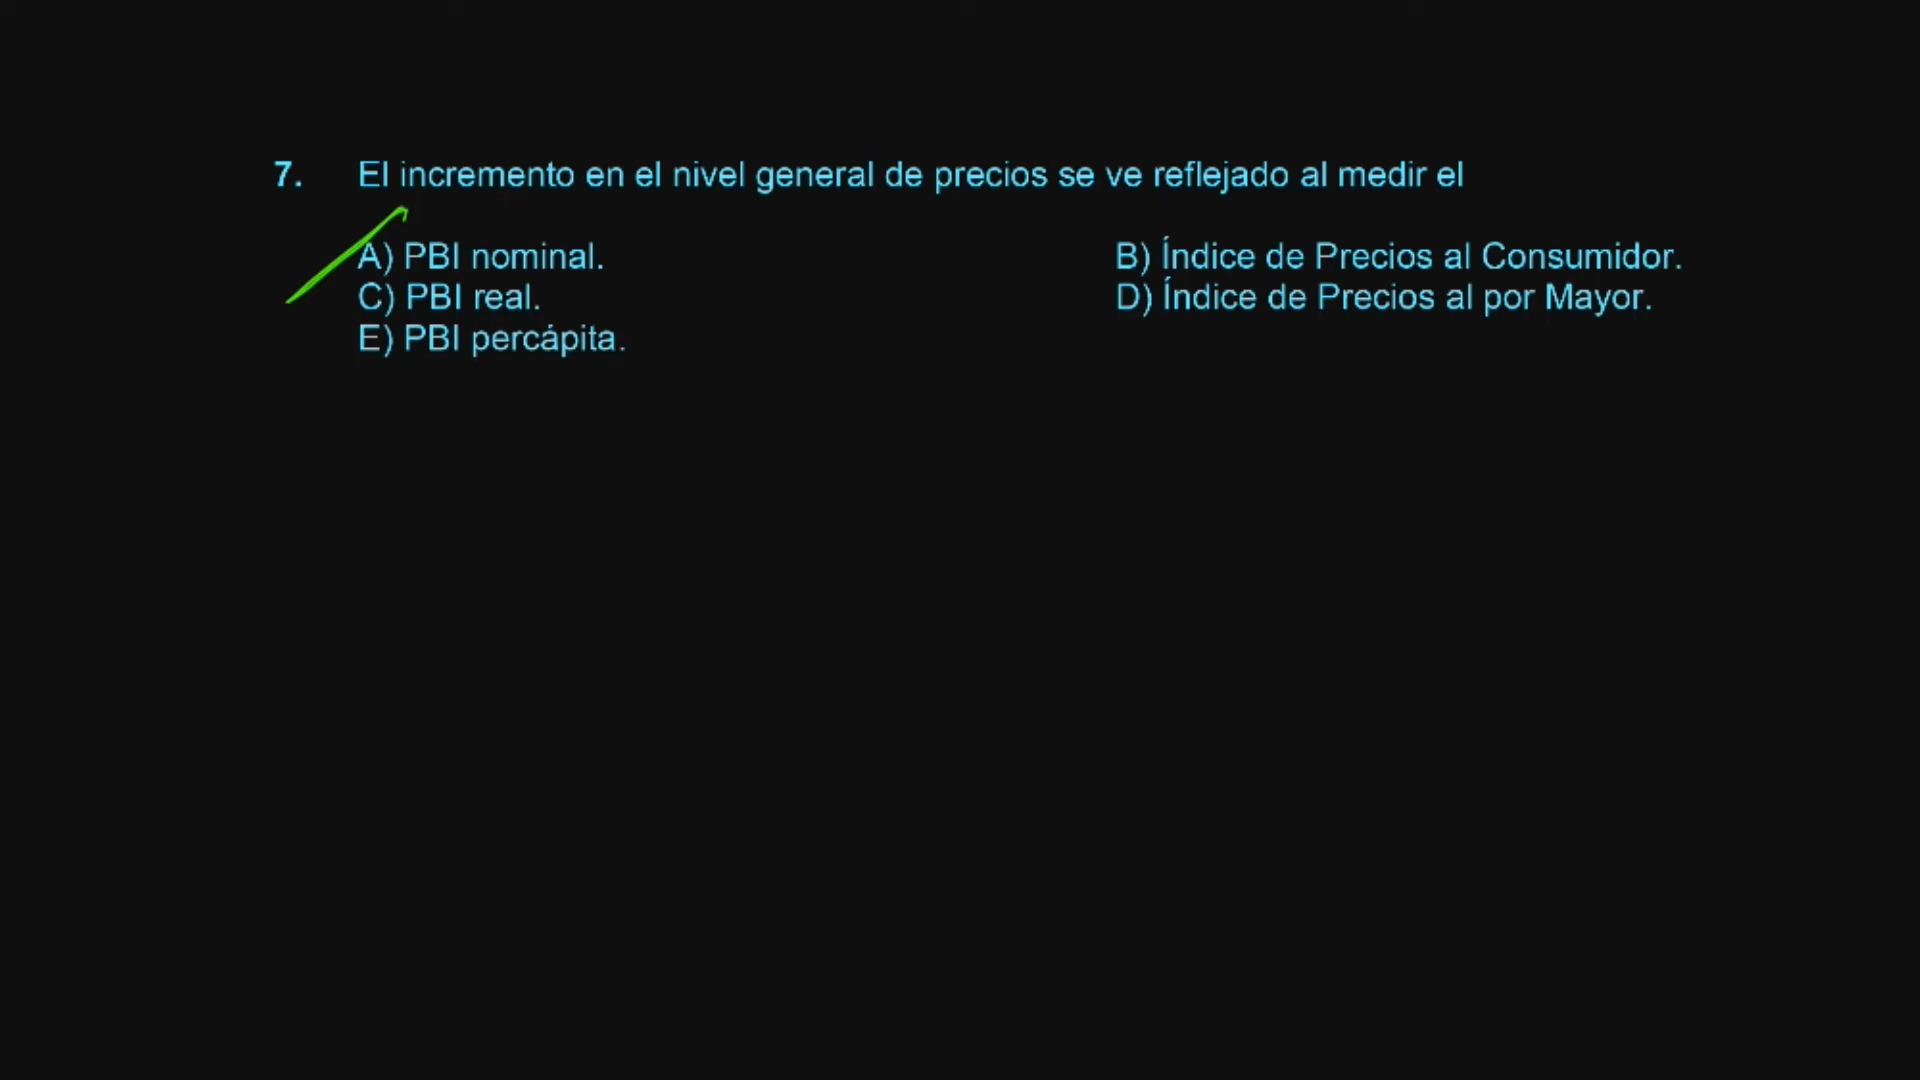 7. El incremento en el nivel general de precios se ve reflejado al medir el
A) PBI nominal. B) Índice de Precios al Consumidor.
C) PBI real. D) Índice de Precios al por Mayor.
E) PBI percápita.